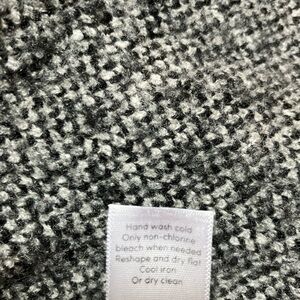 Hand wash cold
Only non-chlorine
bleach when needed
Reshape and dry flat
Cool iron
Or dry clean